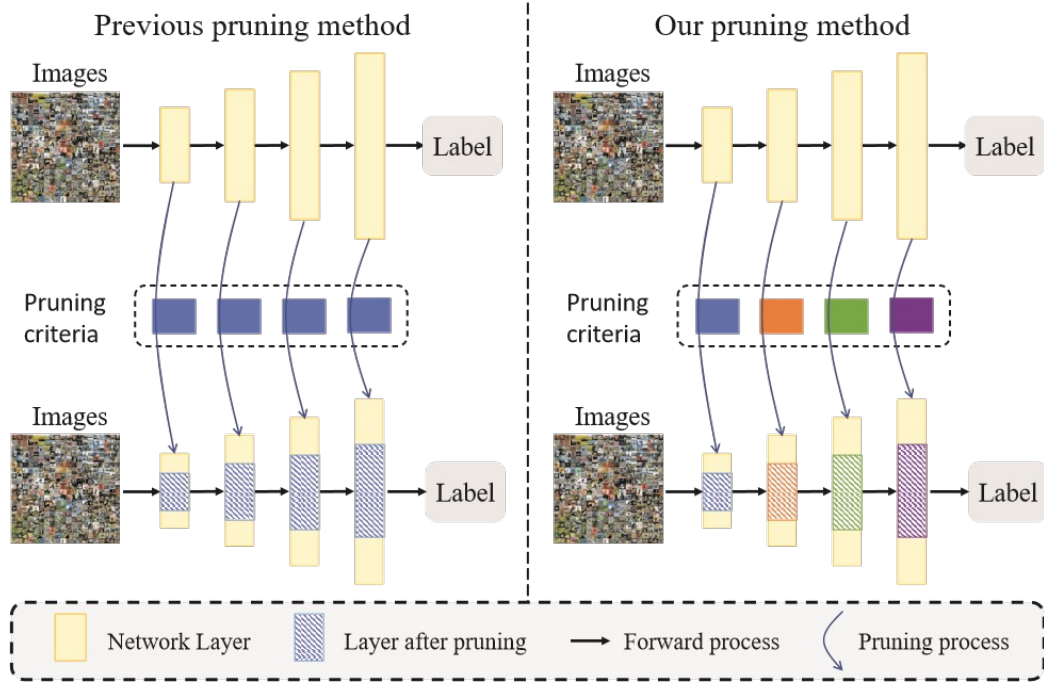 Previous pruning method
Images
Label
Pruning
criteria
Images
Label
Our pruning method
Images
Label
Pruning
criteria
Images
Label
Network Layer
Layer after pruning
Forward process
Pruning process